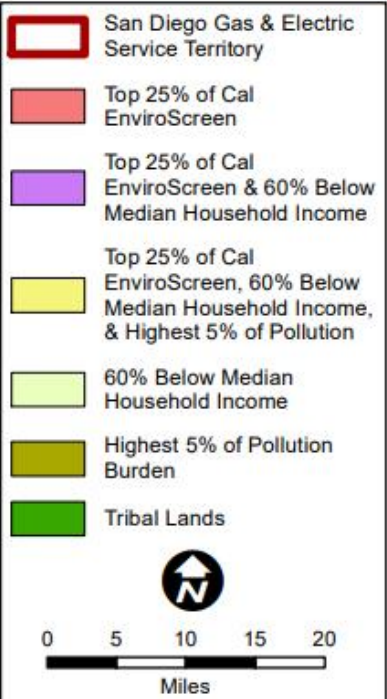 San Diego Gas & Electric
Service Territory
Top 25% of Cal
EnviroScreen
Top 25% of Cal
EnviroScreen & 60% Below
Median Household Income
Top 25% of Cal
EnviroScreen, 60% Below
Median Household Income,
& Highest 5% of Pollution
60% Below Median
Household Income
Highest 5% of Pollution
Burden
Tribal Lands
N
0 5 10 15 20
Miles